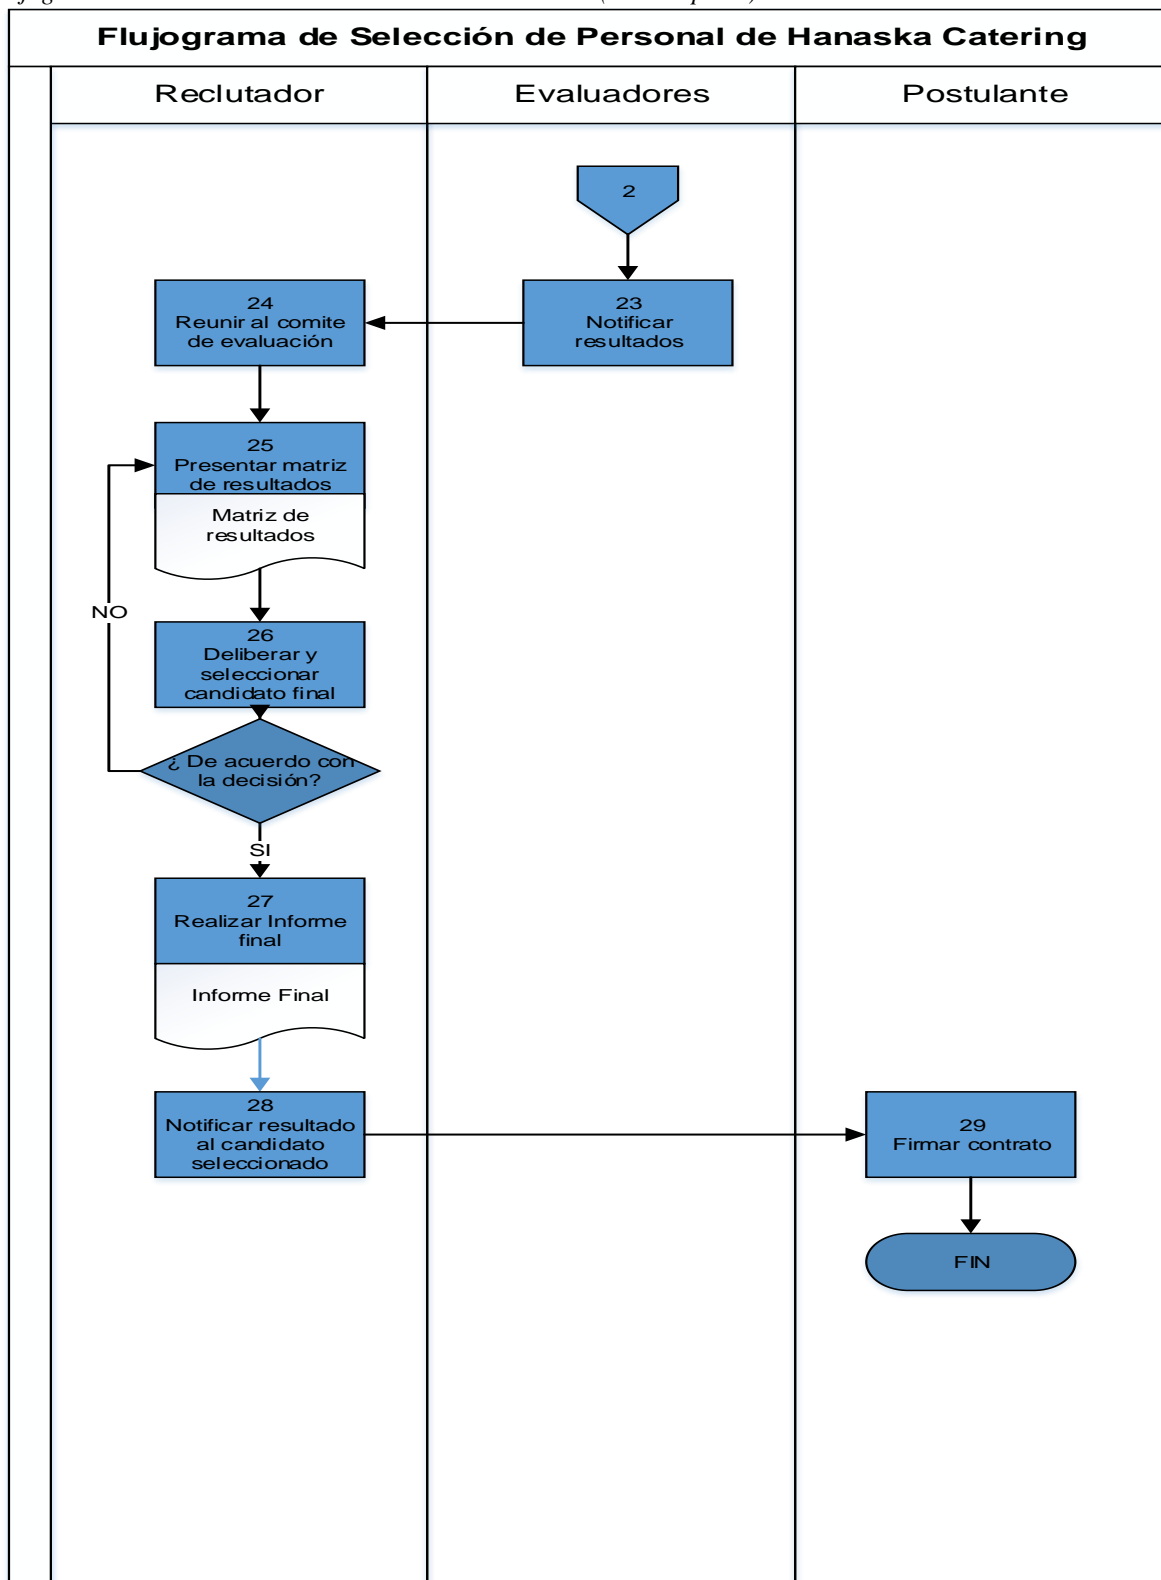 Flujograma de Selección de Personal de Hanaska Catering
Reclutador
Evaluadores
Postulante
2
23
Notificar
resultados
24
Reunir al comite
de evaluación
25
Presentar matriz
de resultados
Matriz de
resultados
NO
26
Deliberar y
seleccionar
candidato final
¿ De acuerdo con
la decisión?
SI
27
Realizar Informe
final
Informe Final
28
Notificar resultado
al candidato
seleccionado
29
Firmar contrato
FIN